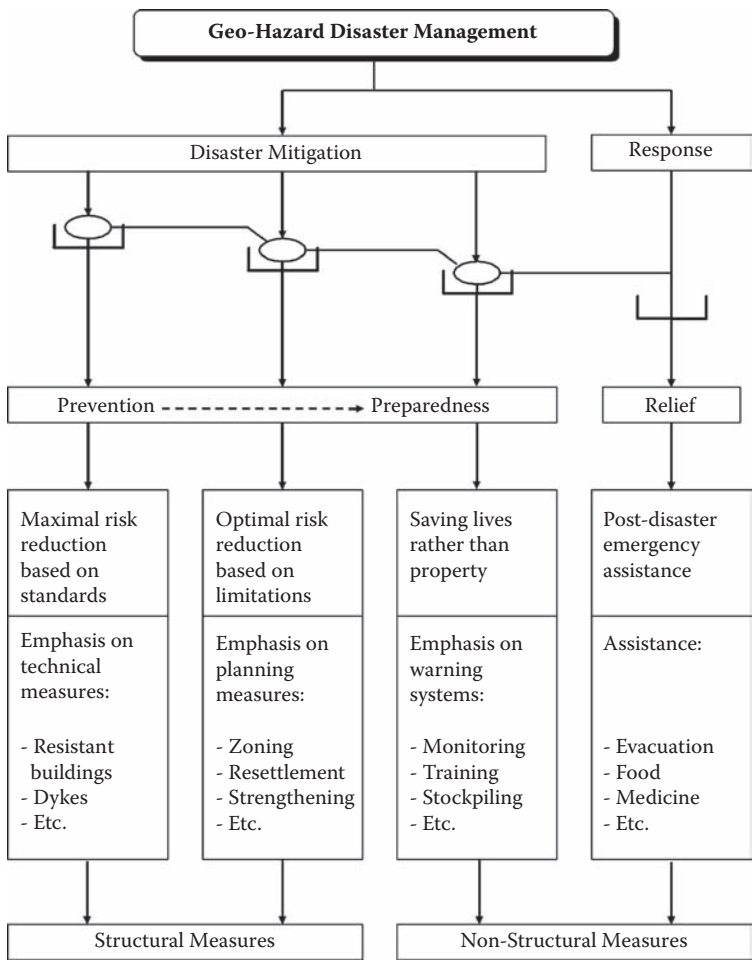 Geo-Hazard Disaster Management
Disaster Mitigation
Response
Prevention
Preparedness
Relief
Maximal risk
reduction
based on
standards
Emphasis on
technical
measures:
- Resistant
buildings
- Dykes
- Etc.
Optimal risk
reduction
based on
limitations
Emphasis on
planning
measures:
- Zoning
- Resettlement
- Strengthening
- Etc.
Saving lives
rather than
property
Emphasis on
warning
systems:
- Monitoring
- Training
- Stockpiling
- Etc.
Post-disaster
emergency
assistance
Assistance:
- Evacuation
- Food
- Medicine
- Etc.
Structural Measures
Non-Structural Measures